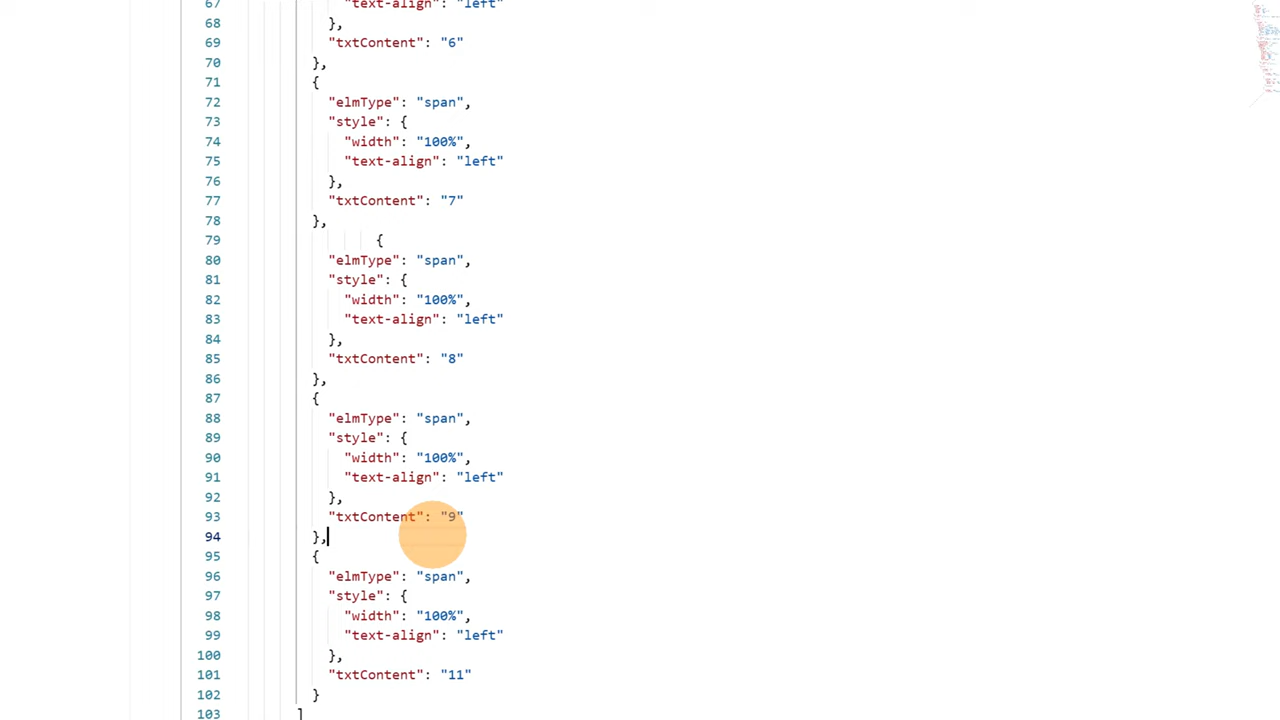 67 "text-align": "left"
68 },
69 "txtContent": "6"
70 },
71 {
72 "elmType": "span",
73 "style": {
74 "width": "100%",
75 "text-align": "left"
76 },
77 "txtContent": "7"
78 },
79 {
80 "elmType": "span",
81 "style": {
82 "width": "100%",
83 "text-align": "left"
84 },
85 "txtContent": "8"
86 },
87 {
88 "elmType": "span",
89 "style": {
90 "width": "100%",
91 "text-align": "left"
92 },
93 "txtContent": "9"
94 },
95 {
96 "elmType": "span",
97 "style": {
98 "width": "100%",
99 "text-align": "left"
100 },
101 "txtContent": "11"
102 }
103 ]